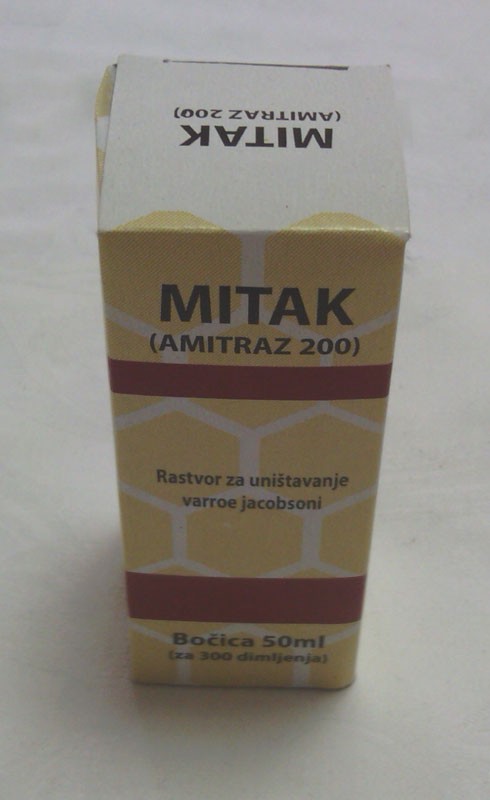 MITAK
(AMITRAZ 200)
MITAK
(AMITRAZ 200)
Rastvor za uništavanje
varroe jacobsoni
Bočica 50ml
(za 300 dimljenja)